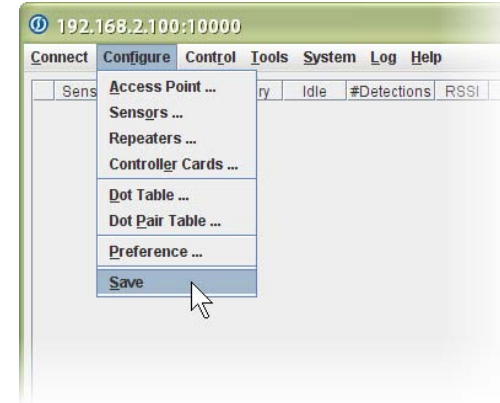 192.168.2.100:10000
Connect Configure Control Tools System Log Help
Sens ry Idle #Detections RSSI
Access Point ...
Sensors ...
Repeaters ...
Controller Cards ...
Dot Table ...
Dot Pair Table ...
Preference ...
Save